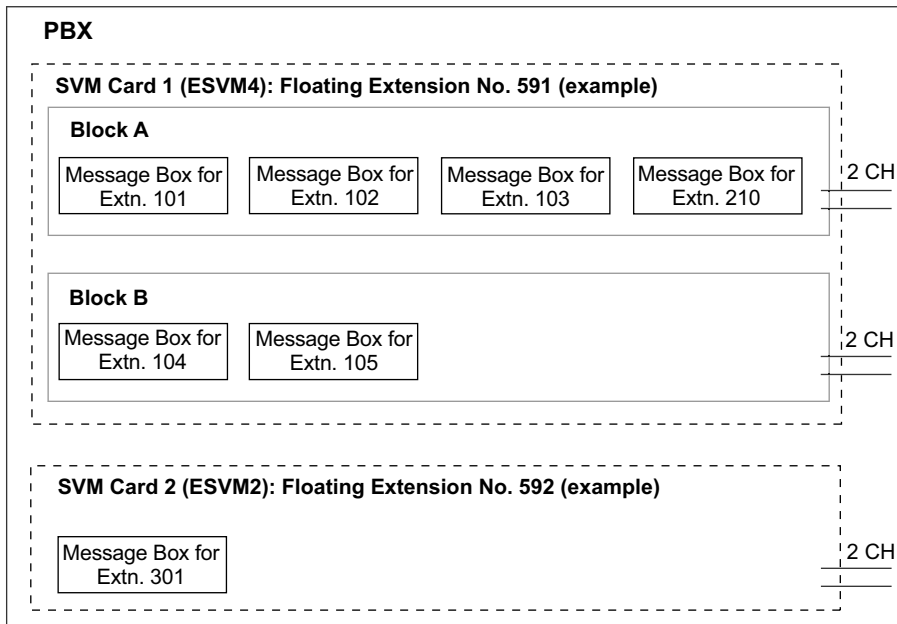 PBX
SVM Card 1 (ESVM4): Floating Extension No. 591 (example)
Block A
Message Box for
Extn. 101
Message Box for
Extn. 102
Message Box for
Extn. 103
Message Box for
Extn. 210
2 CH
Block B
Message Box for
Extn. 104
Message Box for
Extn. 105
2 CH
SVM Card 2 (ESVM2): Floating Extension No. 592 (example)
Message Box for
Extn. 301
2 CH